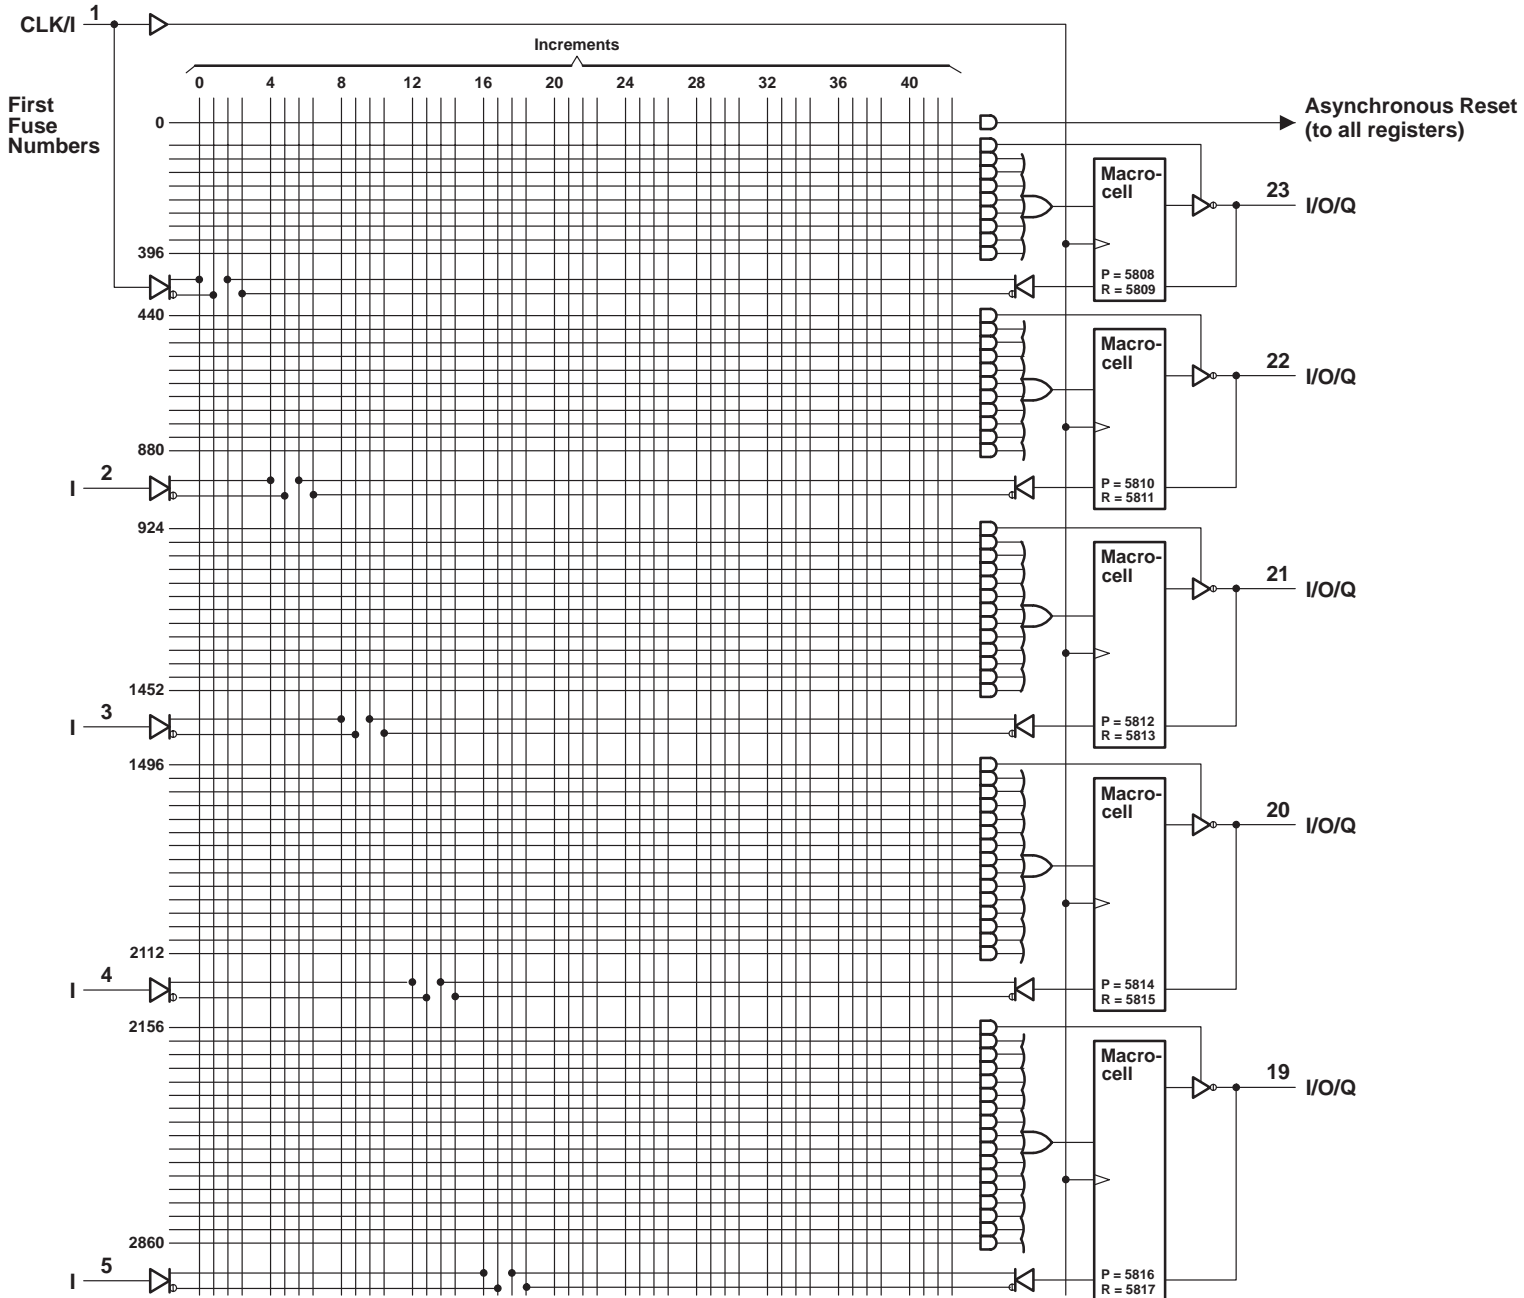 CLK/I 1
Increments
0 4 8 12 16 20 24 28 32 36 40
First
Fuse
Numbers
0
Asynchronous Reset
(to all registers)
Macro-
cell
23 I/O/Q
396
P = 5808
R = 5809
440
Macro-
cell
22 I/O/Q
880
I 2
P = 5810
R = 5811
924
Macro-
cell
21 I/O/Q
1452
I 3
P = 5812
R = 5813
1496
Macro-
cell
20 I/O/Q
2112
I 4
P = 5814
R = 5815
2156
Macro-
cell
19 I/O/Q
2860
I 5
P = 5816
R = 5817